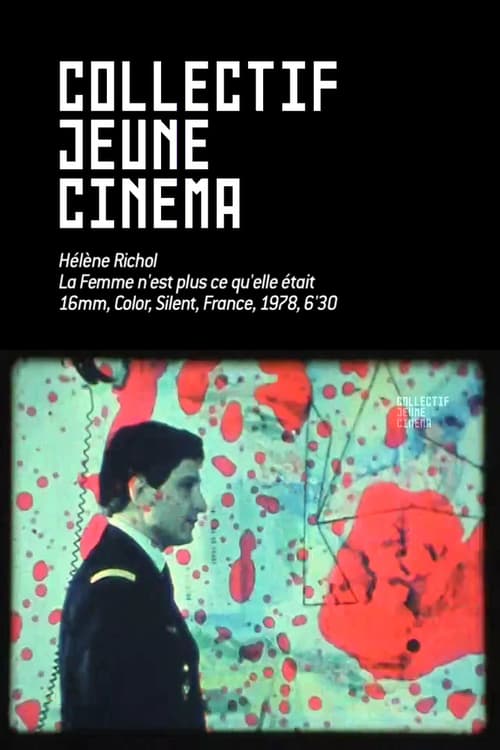 COLLECTIF
JEUNE
CINEMA
Hélène Richol
La Femme n'est plus ce qu'elle était
16mm, Color, Silent, France, 1978, 6'30
COLLECTIF
JEUNE
CINEMA